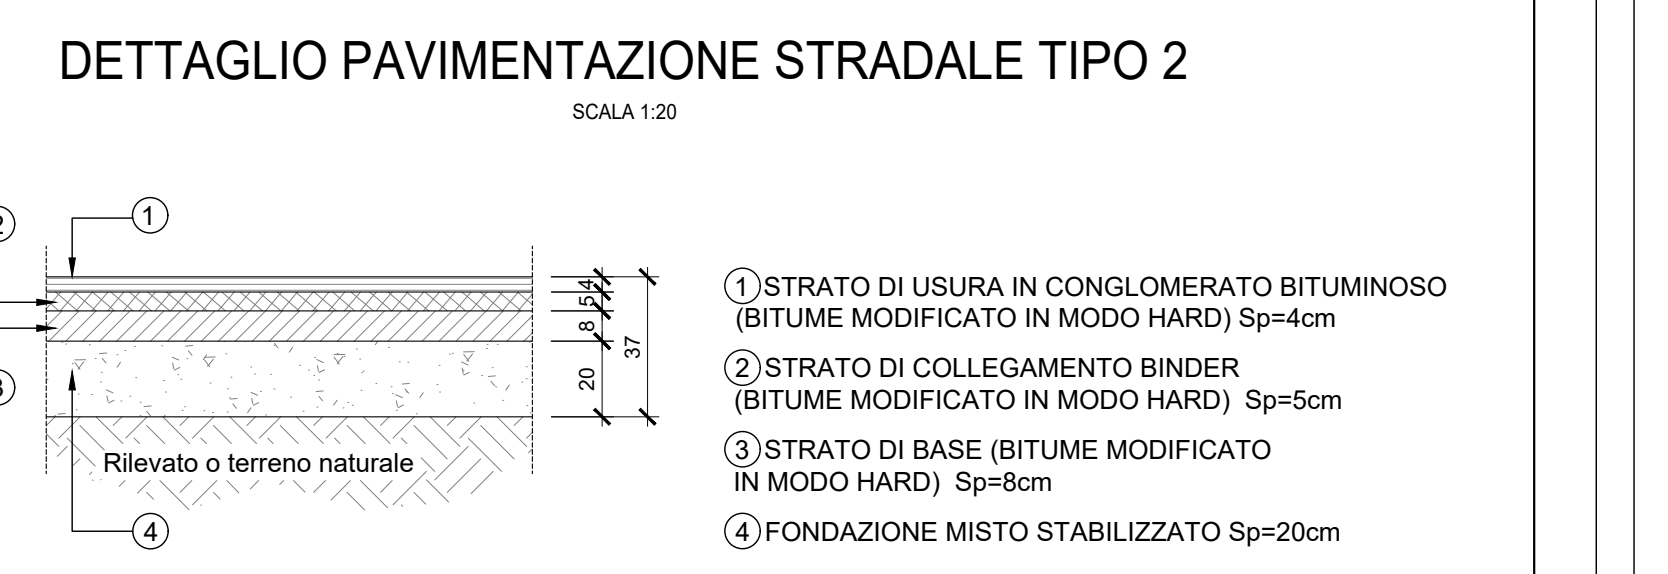 DETTAGLIO PAVIMENTAZIONE STRADALE TIPO 2
SCALA 1:20
2
1
3
4
5
8
20
37
Rilevato o terreno naturale
4
1 STRATO DI USURA IN CONGLOMERATO BITUMINOSO
(BITUME MODIFICATO IN MODO HARD) Sp=4cm
2 STRATO DI COLLEGAMENTO BINDER
(BITUME MODIFICATO IN MODO HARD) Sp=5cm
3 STRATO DI BASE (BITUME MODIFICATO
IN MODO HARD) Sp=8cm
4 FONDAZIONE MISTO STABILIZZATO Sp=20cm